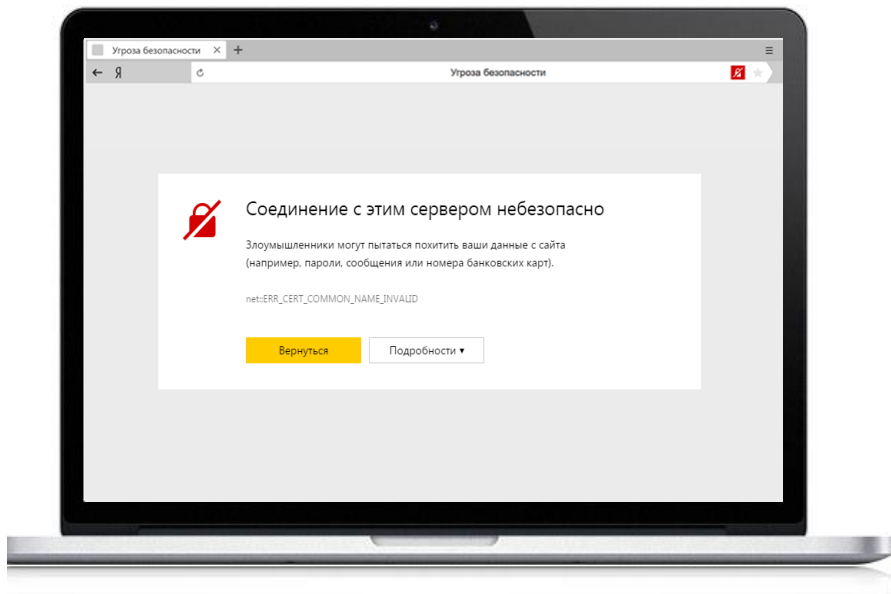 Угроза безопасности
Я
Угроза безопасности
Соединение с этим сервером небезопасно
Злоумышленники могут пытаться похитить ваши данные с сайта
(например, пароли, сообщения или номера банковских карт).
net::ERR_CERT_COMMON_NAME_INVALID
Вернуться
Подробности